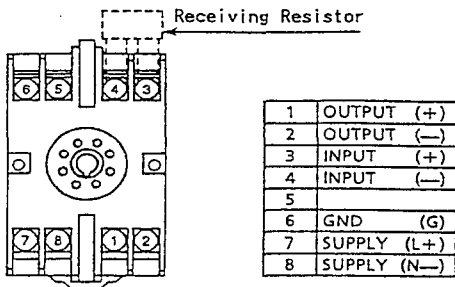 Receiving Resistor
6 5 4 3
7 8 1 2
1 OUTPUT (+)
2 OUTPUT (—)
3 INPUT (+)
4 INPUT (—)
5
6 GND (G)
7 SUPPLY (L+)
8 SUPPLY (N—)